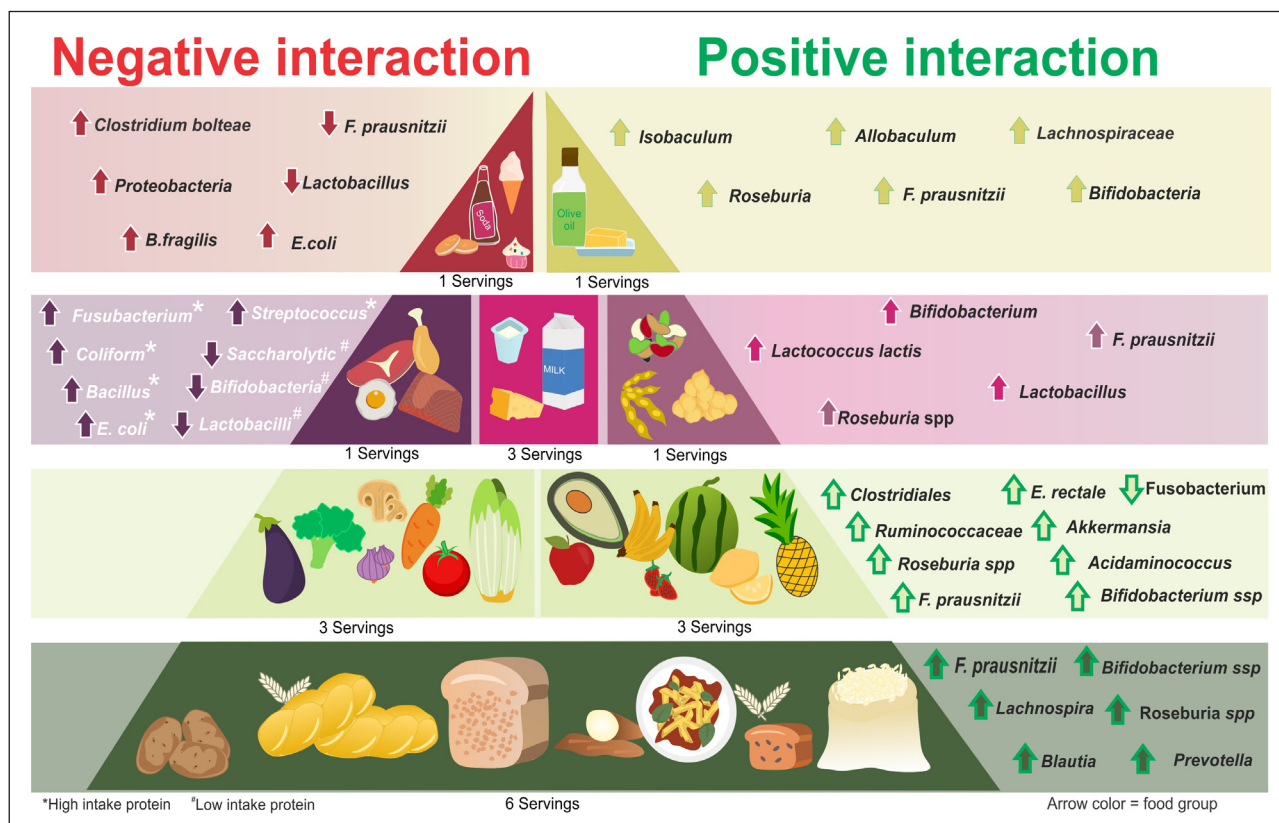 Negative interaction
Positive interaction
Clostridium bolteae
F. prausnitzii
Proteobacteria
Lactobacillus
B.fragilis
E.coli
Soda
Olive
oil
Isobaculum
Allobaculum
Lachnospiraceae
Roseburia
F. prausnitzii
Bifidobacteria
1 Servings
1 Servings
Fusubacterium*
Streptococcus*
Coliform*
Saccharolytic #
Bacillus*
Bifidobacteria#
E. coli*
Lactobacilli#
MILK
Bifidobacterium
F. prausnitzii
Lactococcus lactis
Lactobacillus
Roseburia spp
1 Servings
3 Servings
1 Servings
Clostridiales
E. rectale
Fusobacterium
Ruminococcaceae
Akkermansia
Roseburia spp
Acidaminococcus
F. prausnitzii
Bifidobacterium ssp
3 Servings
3 Servings
F. prausnitzii
Bifidobacterium ssp
Lachnospira
Roseburia spp
Blautia
Prevotella
*High intake protein
#Low intake protein
6 Servings
Arrow color = food group